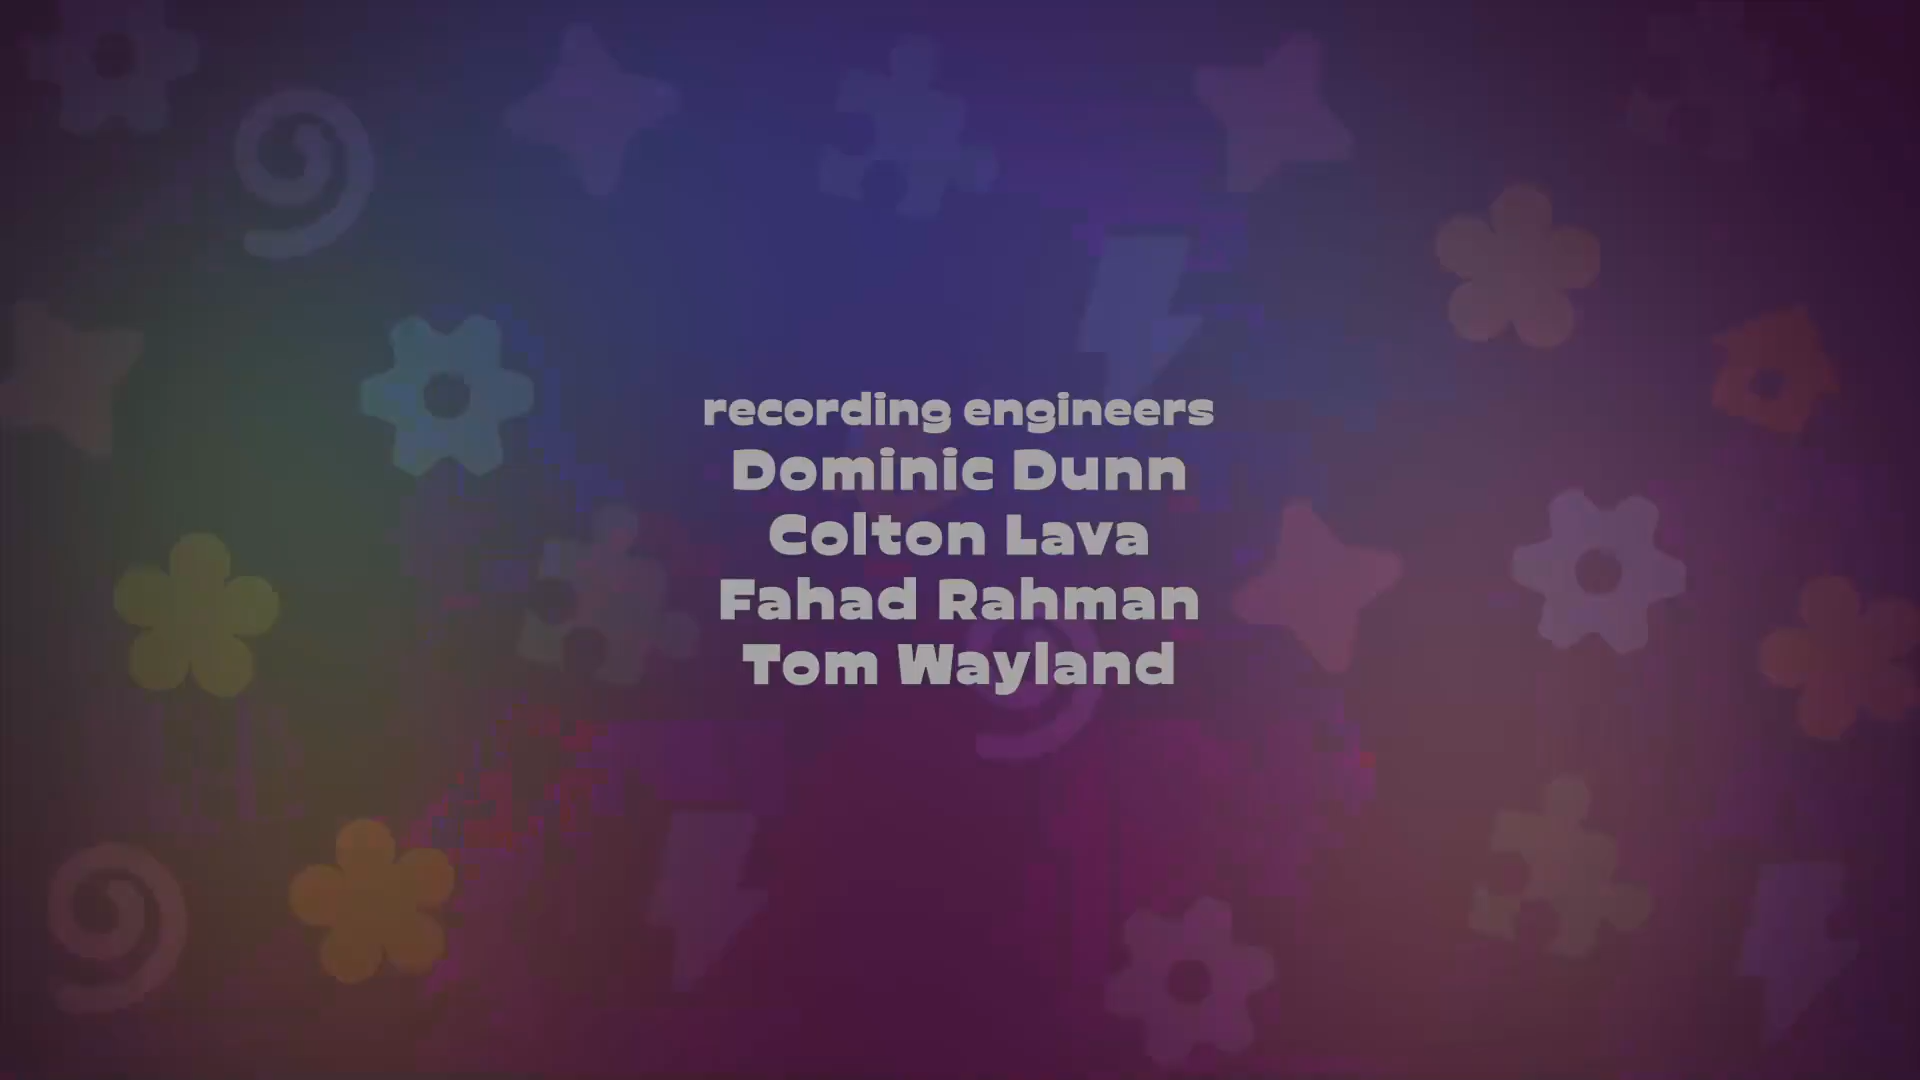 recording engineers
Dominic Dunn
Colton Lava
Fahad Rahman
Tom Wayland